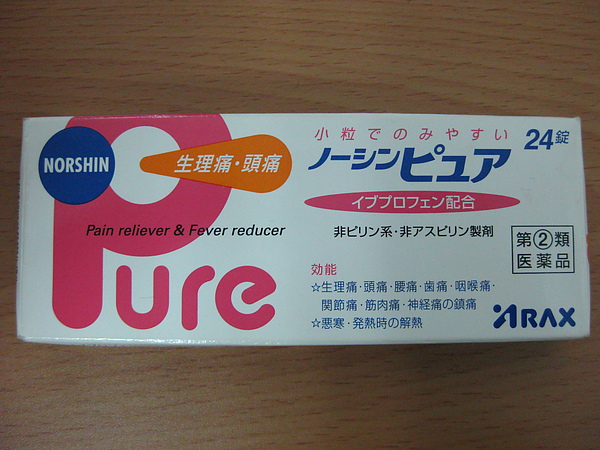 Pure
NORSHIN
生理痛・頭痛
Pain reliever & Fever reducer
小粒でのみやすい
ノーシンピュア
24錠
イブプロフェン配合
非ピリン系・非アスピリン製剤
指②類
医薬品
効能
☆生理痛・頭痛・腰痛・歯痛・咽喉痛・
関節痛・筋肉痛・神経痛の鎮痛
☆悪寒・発熱時の解熱
ARAX